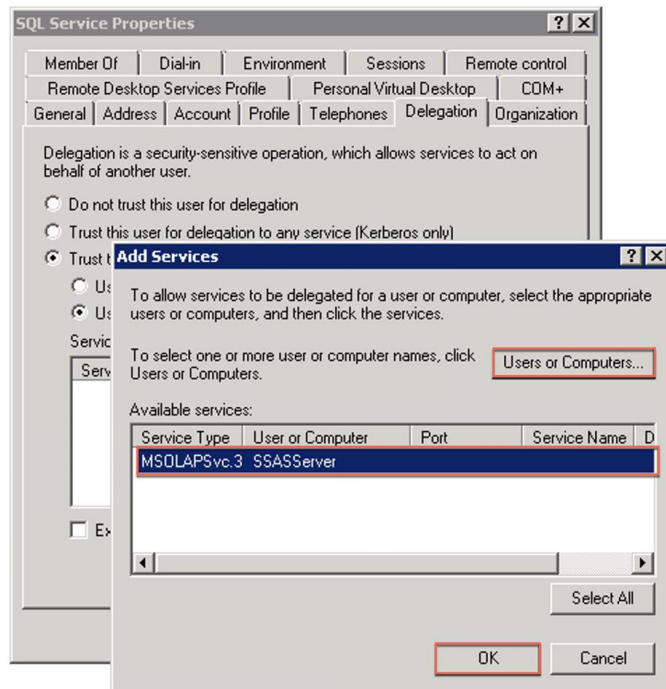 SQL Service Properties
Member Of Dial-in Environment Sessions Remote control
Remote Desktop Services Profile Personal Virtual Desktop COM+
General Address Account Profile Telephones Delegation Organization
Delegation is a security-sensitive operation, which allows services to act on
behalf of another user.
Do not trust this user for delegation
Trust this user for delegation to any service (Kerberos only)
Trust t
Us
Us
Servic
Serv
Ex
Add Services
To allow services to be delegated for a user or computer, select the appropriate
users or computers, and then click the services.
To select one or more user or computer names, click
Users or Computers.
Users or Computers...
Available services:
Service Type User or Computer Port Service Name D
MSOLAPSvc.3 SSASServer
Select All
OK Cancel